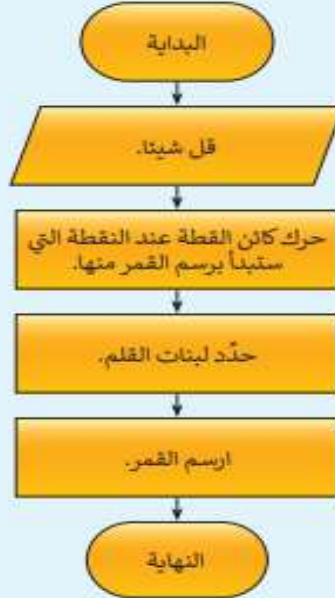 البداية
قل شيئا.
حرك كائن القطة عند النقطة التي
ستبدأ برسم القمر منها.
حدّد لبنات القلم.
ارسم القمر.
النهاية